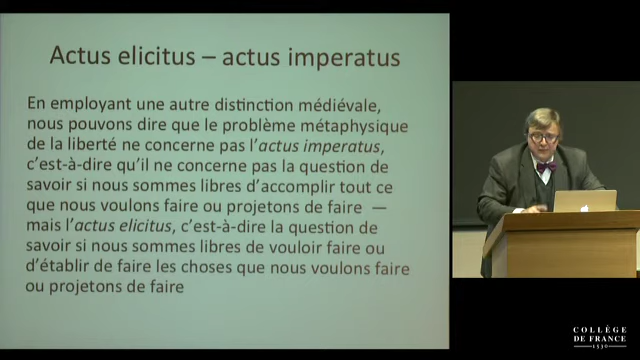 Actus elicitus – actus imperatus
En employant une autre distinction médiévale,
nous pouvons dire que le problème métaphysique
de la liberté ne concerne pas l’actus imperatus,
c’est-à-dire qu’il ne concerne pas la question de
savoir si nous sommes libres d’accomplir tout ce
que nous voulons faire ou projetons de faire —
mais l’actus elicitus, c’est-à-dire la question de
savoir si nous sommes libres de vouloir faire ou
d’établir de faire les choses que nous voulons faire
ou projetons de faire
COLLÈGE
DE FRANCE
1530